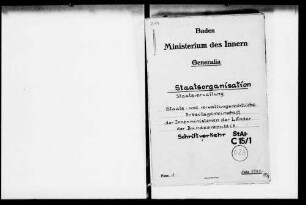 Baden
Ministerium des Innern
Generalia
Staatsorganisation
Staatsverwaltung
Staats- und verwaltungsrechtliche
Arbeitsgemeinschaft
der Innenministerien der Länder
der Bundesrepublik
Schriftverkehr
StAF
C 15/1